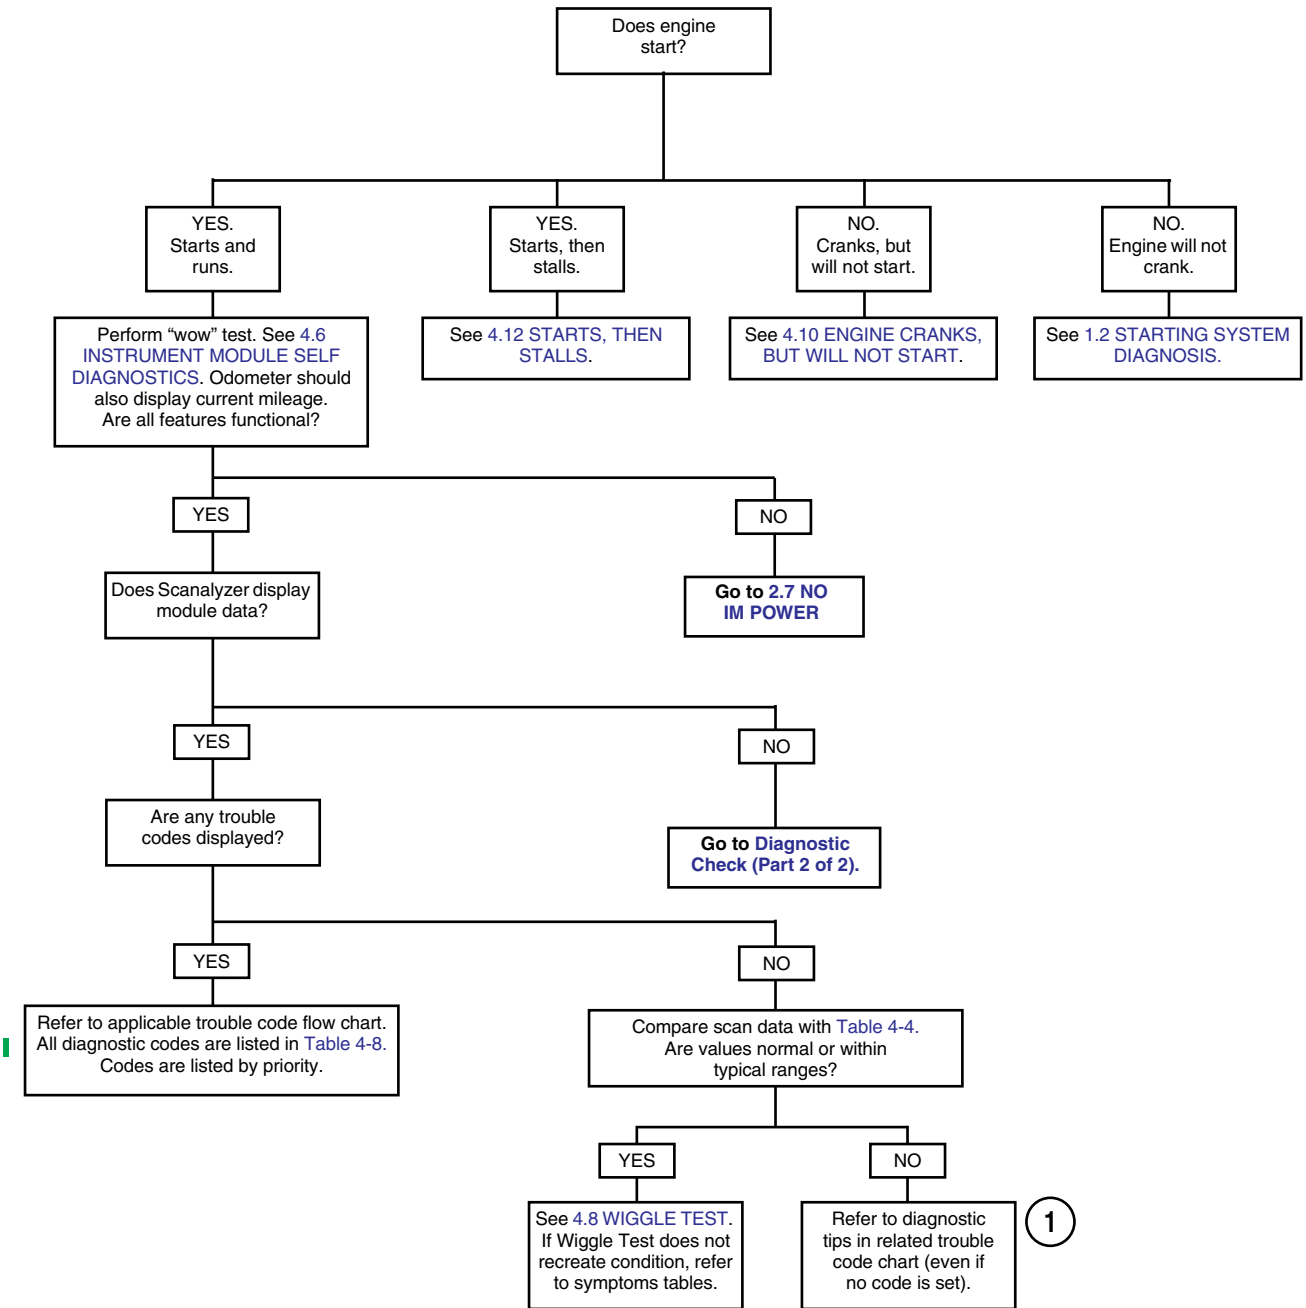 Does engine
start?
YES.
Starts and
runs.
YES.
Starts, then
stalls.
NO.
Cranks, but
will not start.
NO.
Engine will not
crank.
Perform “wow” test. See 4.6
INSTRUMENT MODULE SELF
DIAGNOSTICS. Odometer should
also display current mileage.
Are all features functional?
See 4.12 STARTS, THEN
STALLS.
See 4.10 ENGINE CRANKS,
BUT WILL NOT START.
See 1.2 STARTING SYSTEM
DIAGNOSIS.
YES
NO
Does Scanalyzer display
module data?
Go to 2.7 NO
IM POWER
YES
NO
Are any trouble
codes displayed?
Go to Diagnostic
Check (Part 2 of 2).
YES
NO
Refer to applicable trouble code flow chart.
All diagnostic codes are listed in Table 4-8.
Codes are listed by priority.
Compare scan data with Table 4-4.
Are values normal or within
typical ranges?
YES
NO
See 4.8 WIGGLE TEST.
If Wiggle Test does not
recreate condition, refer
to symptoms tables.
Refer to diagnostic
tips in related trouble
code chart (even if
no code is set).
1